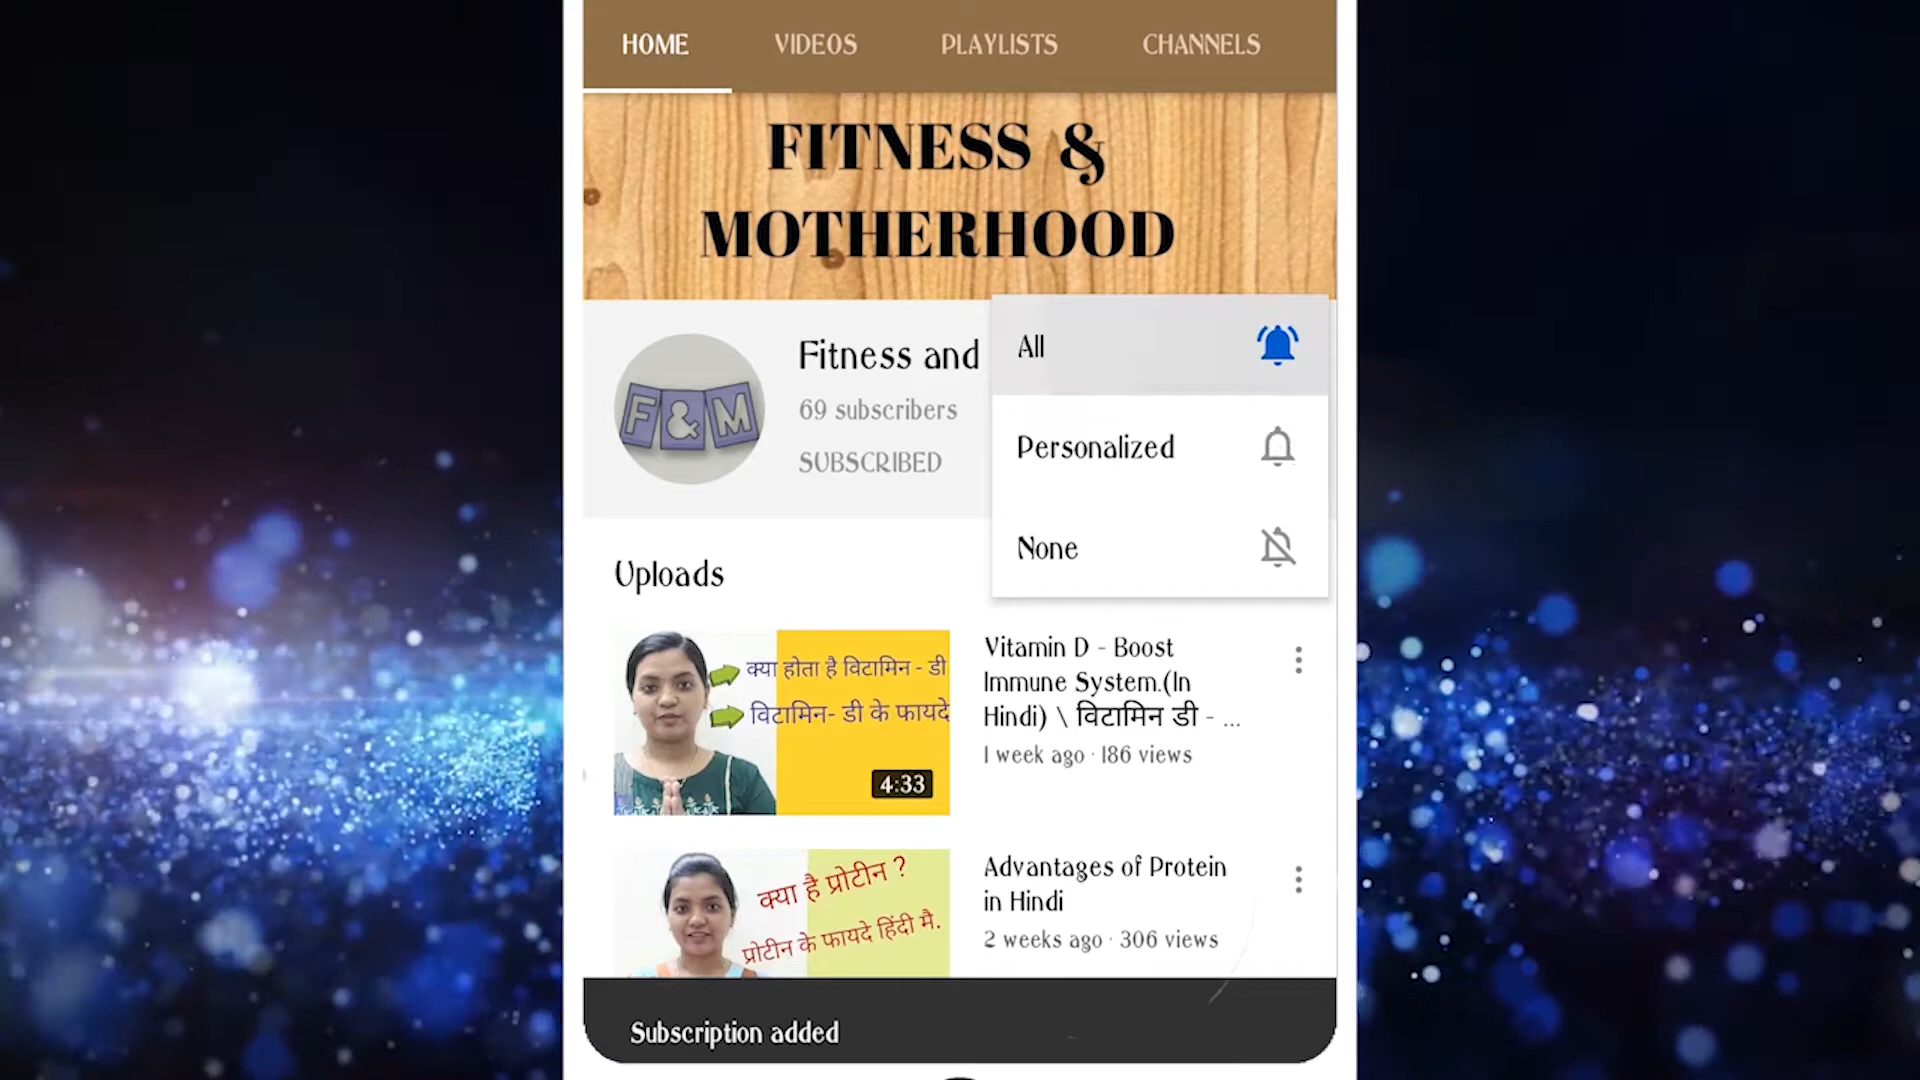 HOME VIDEOS PLAYLISTS CHANNELS
FITNESS &
MOTHERHOOD
F&M
Fitness and
69 subscribers
SUBSCRIBED
All
Personalized
None
Uploads
क्या होता है विटामिन - डी
विटामिन- डी के फायदे
4:33
Vitamin D - Boost
Immune System.(In
Hindi) \ विटामिन डी - ...
1 week ago · 186 views
क्या है प्रोटीन ?
प्रोटीन के फायदे हिंदी मै.
Advantages of Protein
in Hindi
2 weeks ago · 306 views
Subscription added